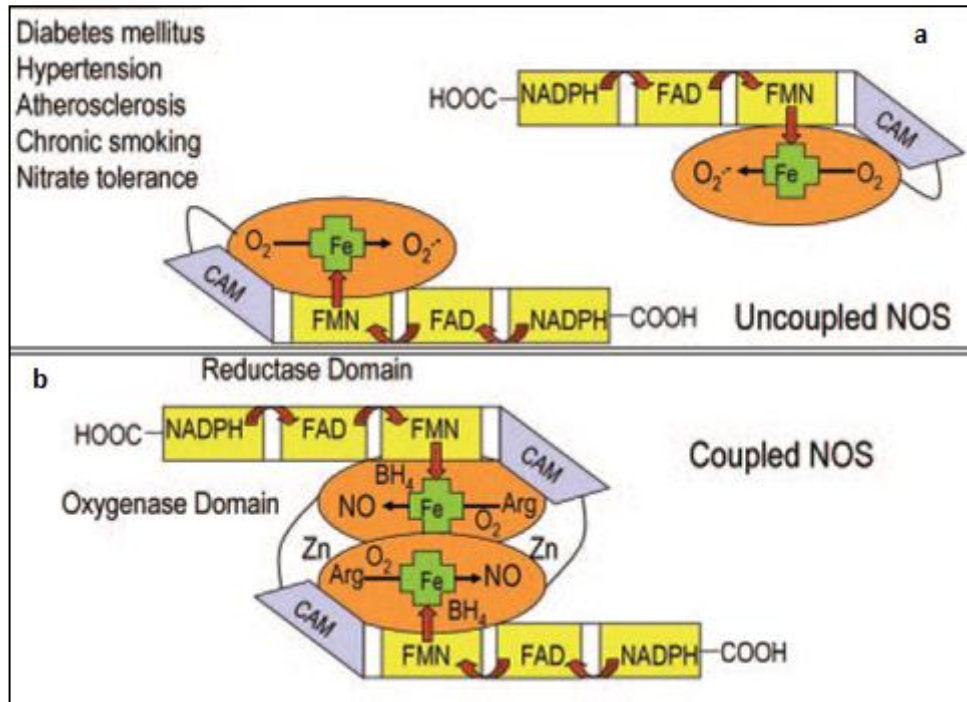 Diabetes mellitus
Hypertension
Atherosclerosis
Chronic smoking
Nitrate tolerance
a
HOOC NADPH FAD FMN
CAM
O2·- Fe O2
O2 Fe O2·-
CAM
FMN FAD NADPH COOH
Uncoupled NOS
b
Reductase Domain
HOOC NADPH FAD FMN
CAM
Coupled NOS
Oxygenase Domain
BH4
NO Fe Arg
O2
Zn Zn
O2
Arg Fe NO
BH4
CAM
FMN FAD NADPH COOH